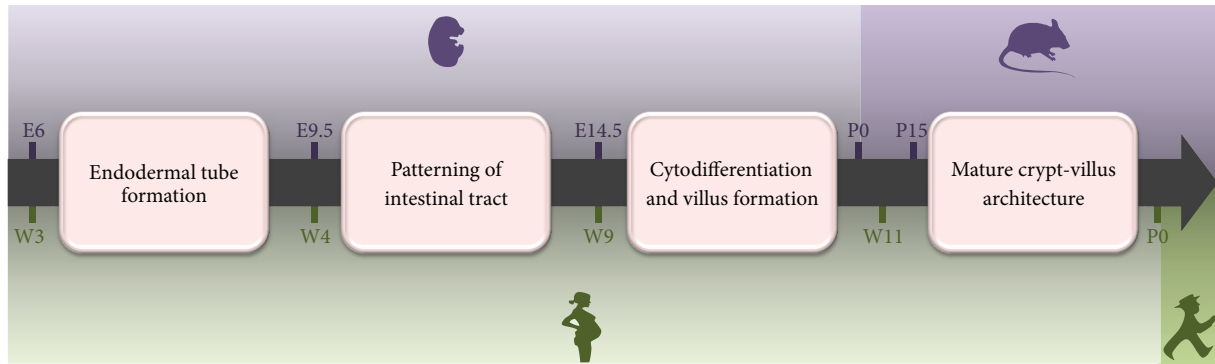 E6
E9.5
E14.5
P0
P15
Endodermal tube
formation
Patterning of
intestinal tract
Cytodifferentiation
and villus formation
Mature crypt-villus
architecture
W3
W4
W9
W11
P0